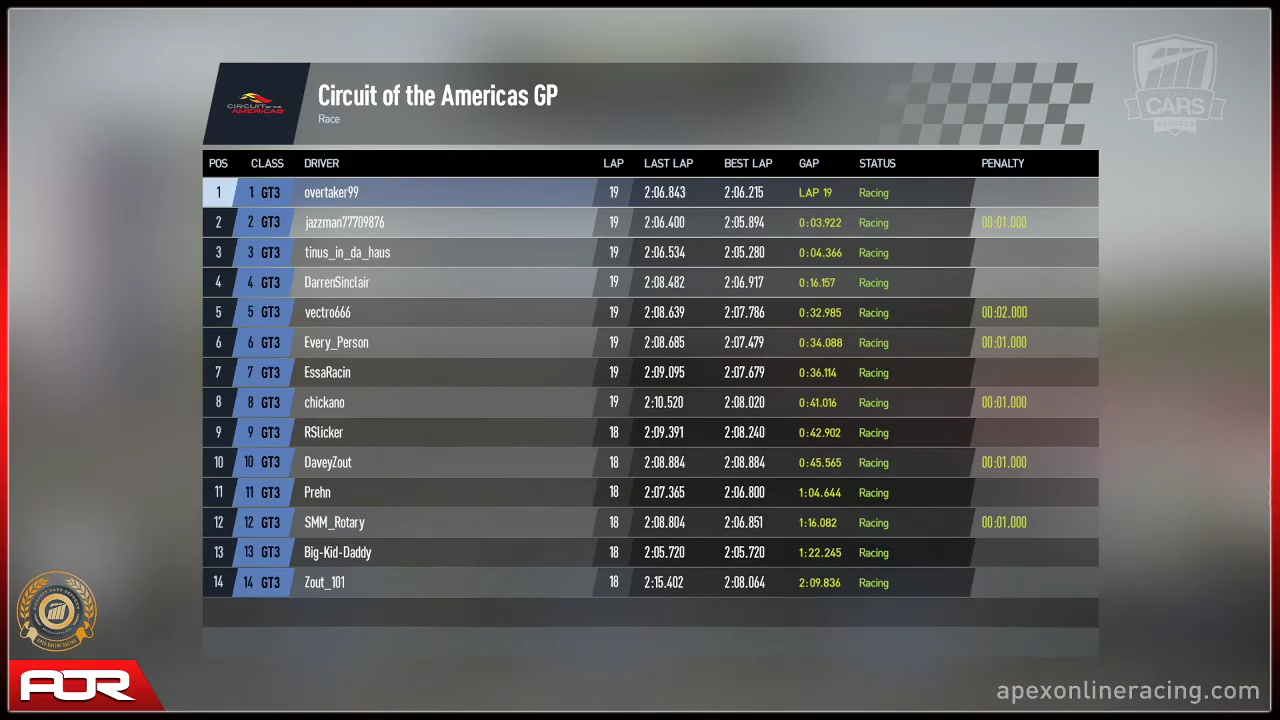 Circuit of the Americas GP
Race
CIRCUIT OF THE
AMERICAS
CARS
ESPORTS
POS CLASS DRIVER LAP LAST LAP BEST LAP GAP STATUS PENALTY
1 1 GT3 overtaker99 19 2:06.843 2:06.215 LAP 19 Racing
2 2 GT3 jazzman77709876 19 2:06.400 2:05.894 0:03.922 Racing 00:01.000
3 3 GT3 tinus_in_da_haus 19 2:06.534 2:05.280 0:04.366 Racing
4 4 GT3 DarrenSinclair 19 2:08.482 2:06.917 0:16.157 Racing
5 5 GT3 vectro666 19 2:08.639 2:07.786 0:32.985 Racing 00:02.000
6 6 GT3 Every_Person 19 2:08.685 2:07.479 0:34.088 Racing 00:01.000
7 7 GT3 EssaRacin 19 2:09.095 2:07.679 0:36.114 Racing
8 8 GT3 chickano 19 2:10.520 2:08.020 0:41.016 Racing 00:01.000
9 9 GT3 RSlicker 18 2:09.391 2:08.240 0:42.902 Racing
10 10 GT3 DaveyZout 18 2:08.884 2:08.884 0:45.565 Racing 00:01.000
11 11 GT3 Prehn 18 2:07.365 2:06.800 1:04.644 Racing
12 12 GT3 SMM_Rotary 18 2:08.804 2:06.851 1:16.082 Racing 00:01.000
13 13 GT3 Big-Kid-Daddy 18 2:05.720 2:05.720 1:22.245 Racing
14 14 GT3 Zout_101 18 2:15.402 2:08.064 2:09.836 Racing
AOR
apexonlineracing.com